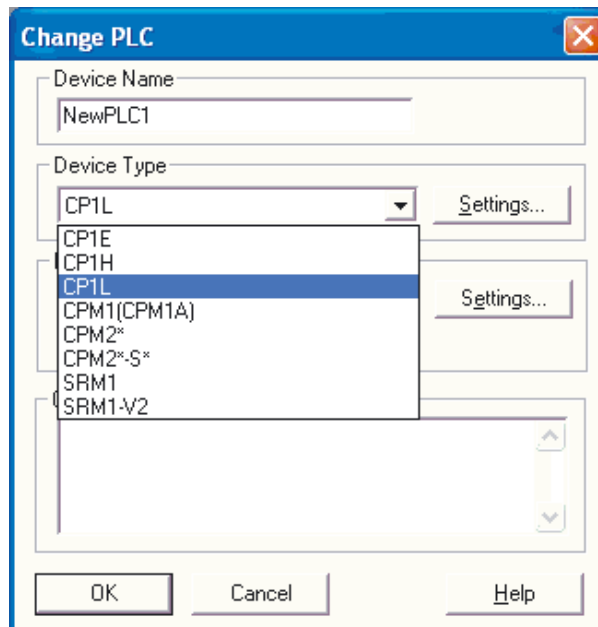 Change PLC
Device Name
NewPLC1
Device Type
CP1L
Settings...
CP1E
CP1H
CP1L
Settings...
CPM1(CPM1A)
CPM2*
CPM2*-S*
SRM1
SRM1-V2
OK
Cancel
Help